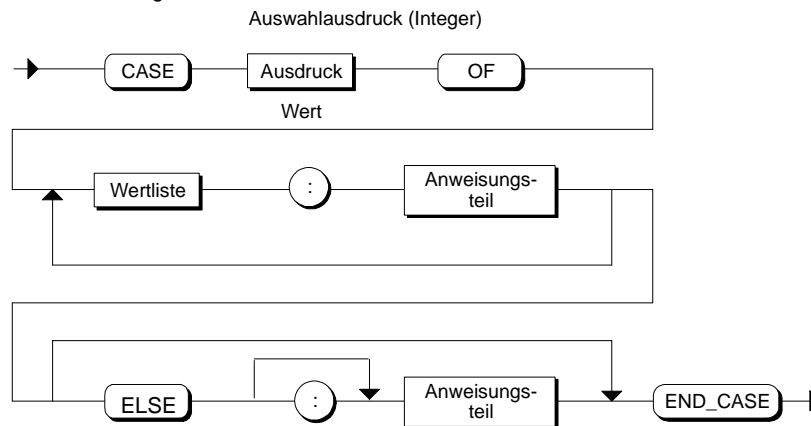 Auswahlausdruck (Integer)
CASE Ausdruck OF
Wert
Wertliste : Anweisungs-
teil
ELSE : Anweisungs-
teil END_CASE